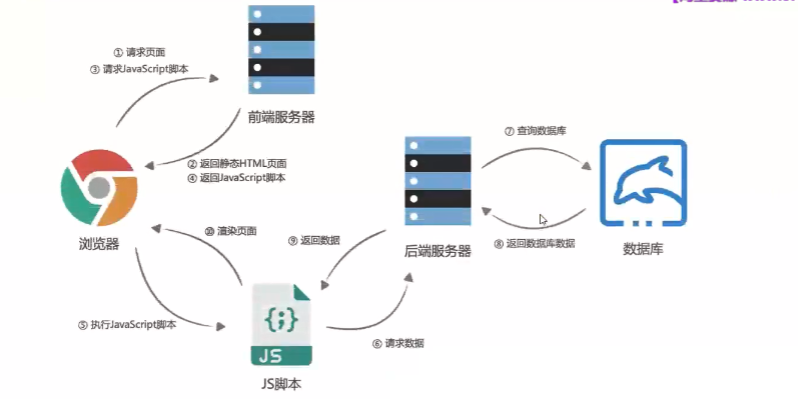 ① 请求页面
③ 请求JavaScript脚本
前端服务器
② 返回静态HTML页面
④ 返回JavaScript脚本
⑦ 查询数据库
浏览器
⑩ 渲染页面
⑨ 返回数据
后端服务器
⑧ 返回数据库数据
数据库
⑤ 执行JavaScript脚本
{;}
JS
⑥ 请求数据
JS脚本